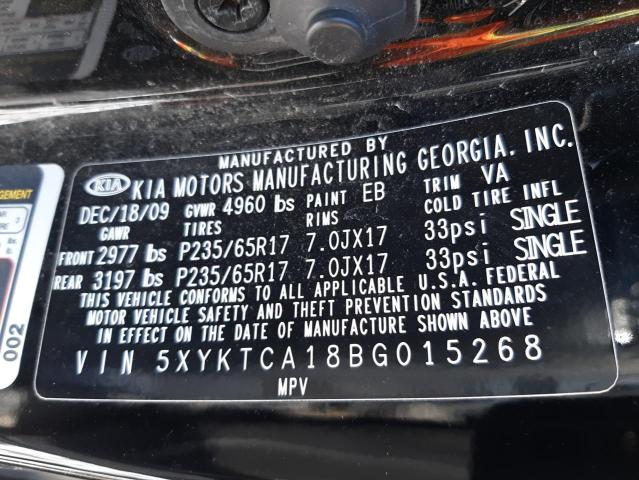 MANUFACTURED BY
KIA KIA MOTORS MANUFACTURING GEORGIA. INC.
DEC/18/09 GVWR 4960 lbs PAINT EB TRIM VA
GAWR TIRES RIMS COLD TIRE INFL
FRONT 2977 lbs P235/65R17 7.0JX17 33psi SINGLE
REAR 3197 lbs P235/65R17 7.0JX17 33psi SINGLE
THIS VEHICLE CONFORMS TO ALL APPLICABLE U.S.A. FEDERAL
MOTOR VEHICLE SAFETY AND THEFT PREVENTION STANDARDS
IN EFFECT ON THE DATE OF MANUFACTURE SHOWN ABOVE
VIN 5XYKTCA18BG015268
MPV
002